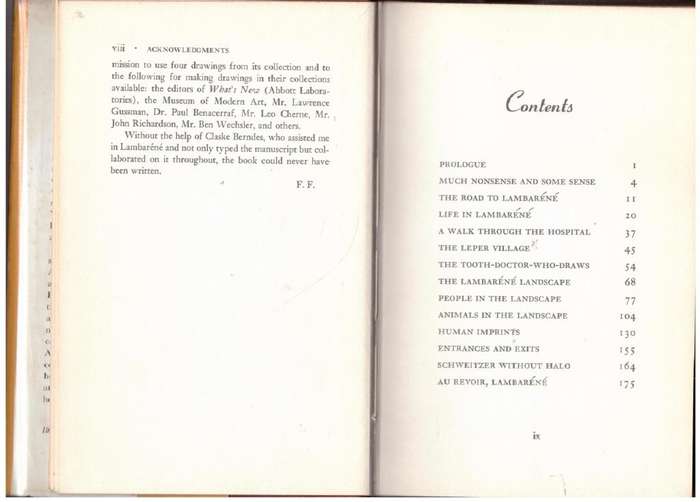 viii • ACKNOWLEDGMENTS
mission to use four drawings from its collection and to
the following for making drawings in their collections
available: the editors of What's New (Abbott Labora-
tories), the Museum of Modern Art, Mr. Lawrence
Gussman, Dr. Paul Benacerraf, Mr. Leo Cherne, Mr.
John Richardson, Mr. Ben Wechsler, and others.
Without the help of Claske Berndes, who assisted me
in Lambaréné and not only typed the manuscript but col-
laborated on it throughout, the book could never have
been written.
F. F.
Contents
PROLOGUE 1
MUCH NONSENSE AND SOME SENSE 4
THE ROAD TO LAMBARÉNÉ 11
LIFE IN LAMBARÉNÉ 20
A WALK THROUGH THE HOSPITAL 37
THE LEPER VILLAGE 45
THE TOOTH-DOCTOR-WHO-DRAWS 54
THE LAMBARÉNÉ LANDSCAPE 68
PEOPLE IN THE LANDSCAPE 77
ANIMALS IN THE LANDSCAPE 104
HUMAN IMPRINTS 130
ENTRANCES AND EXITS 155
SCHWEITZER WITHOUT HALO 164
AU REVOIR, LAMBARÉNÉ 175
ix